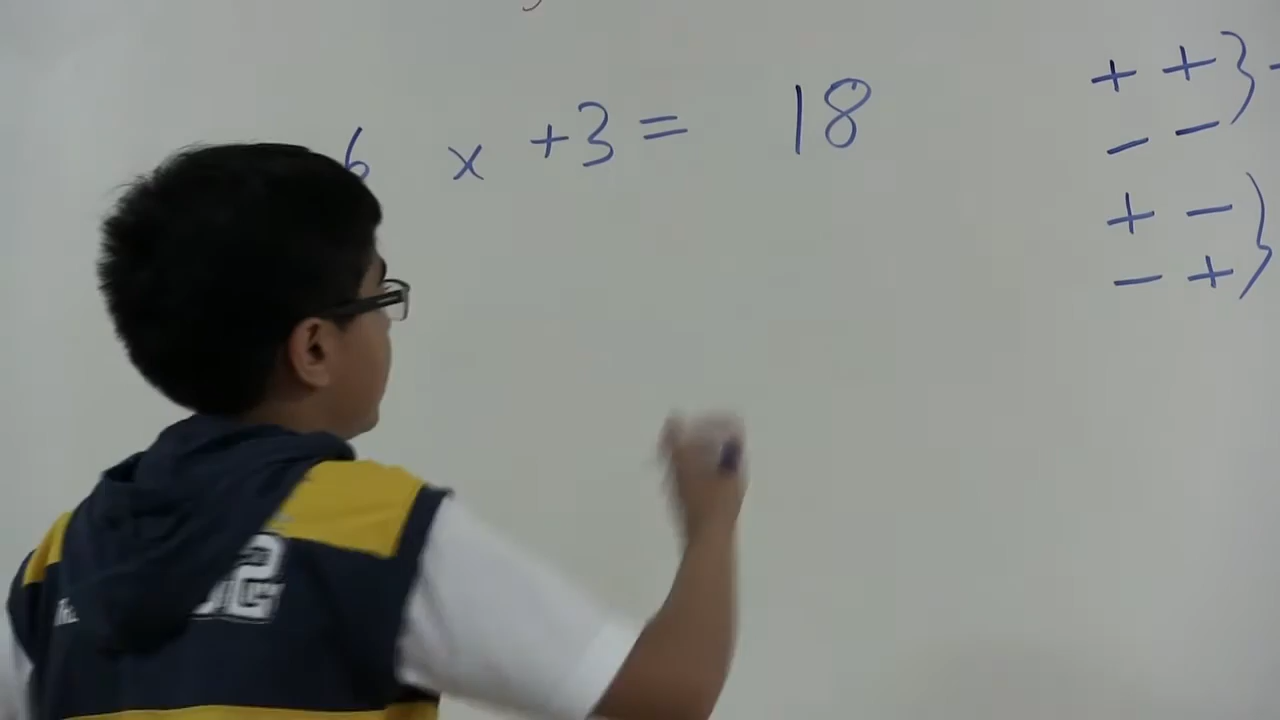 6 x +3 = 18
+ + }
- -
+ - }
- +